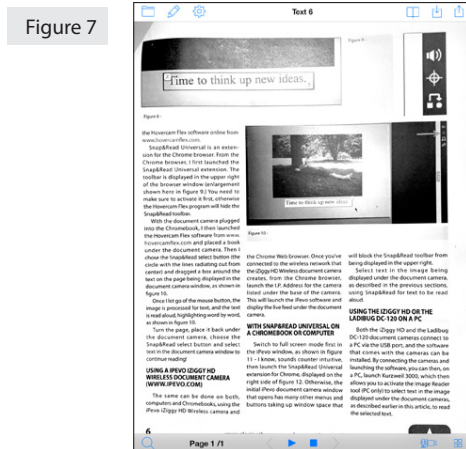 Figure 7
Text 6
Figure 9 -
Time to think up new ideas.
Figure 8 -
the Hovercam Flex software online from
www.hovercamflex.com.
Snap&Read Universal is an exten-
sion for the Chrome browser. From the
Chrome browser, I first launched the
Snap&Read Universal extension. The
toolbar is displayed in the upper right
of the browser window (enlargement
shown here in figure 9.) You need to
make sure to activate it first, otherwise
the Hovercam Flex program will hide the
Snap&Read toolbar.
With the document camera plugged
into the Chromebook, I then launched
the Hovercam Flex software from www.
hovercamflex.com and placed a book
under the document camera. Then I
chose the Snap&Read select button (the
circle with the lines radiating out from
center) and dragged a box around the
text on the page being displayed in the
document camera window, as shown in
figure 10.
Once I let go of the mouse button, the
image is processed for text, and the text
is read aloud, highlighting word by word,
as shown in figure 10.
Turn the page, place it back under
the document camera, choose the
Snap&Read select button and select
text in the document camera window to
continue reading!
USING A IPEVO IZIGGY HD
WIRELESS DOCUMENT CAMERA
(WWW.IPEVO.COM)
The same can be done on both,
computers and Chromebooks, using the
iPevo iZiggy HD Wireless camera and
6
Time to think up new ideas
Figure 10 -
the Chrome Web browser. Once you've
connected to the wireless network that
the iZiggy HD Wireless document camera
creates, from the Chrome browser,
launch the I.P. Address for the camera
listed under the base of the camera.
This will launch the iPevo software and
display the live feed under the document
camera.
WITH SNAP&READ UNIVERSAL ON
A CHROMEBOOK OR COMPUTER
Switch to full screen mode first in
the iPevo window, as shown in figure
11 - I know, sounds counter intuitive,
then launch the Snap&Read Universal
extension for Chrome, displayed on the
right side of figure 12. Otherwise, the
initial iPevo document camera window
that opens has many other menus and
buttons taking up window space that
will block the Snap&Read toolbar from
being displayed in the upper right.
Select text in the image being
displayed under the document camera,
as described in the previous sections,
using Snap&Read for text to be read
aloud.
USING THE IZIGGY HD OR THE
LADIBUG DC-120 ON A PC
Both the iZiggy HD and the Ladibug
DC-120 document cameras connect to
a PC via the USB port, and the software
that comes with the cameras can be
installed. By connecting the cameras and
launching the software, you can then, on
a PC, launch Kurzweil 3000, which then
allows you to activate the Image Reader
tool (PC only) to select text in the image
displayed under the document cameras,
as described earlier in this article, to read
the selected text.
Page 1 /1